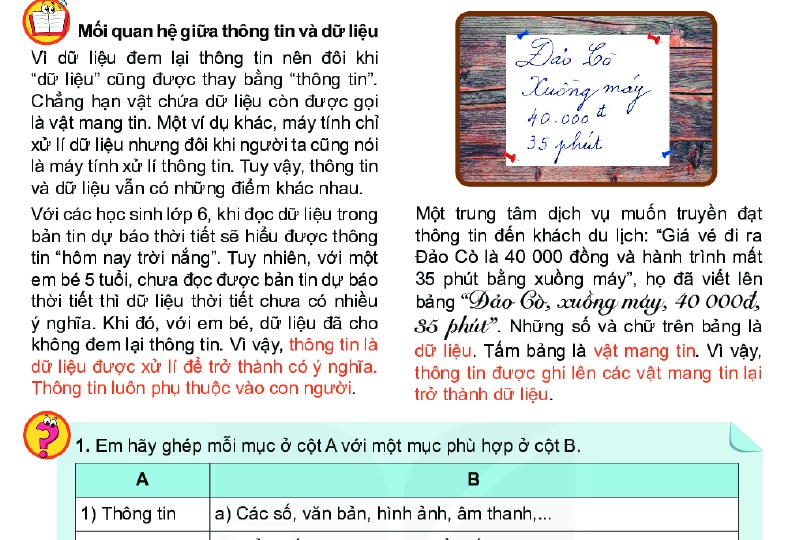 Mối quan hệ giữa thông tin và dữ liệu
Vì dữ liệu đem lại thông tin nên đôi khi
“dữ liệu” cũng được thay bằng “thông tin”.
Chẳng hạn vật chứa dữ liệu còn được gọi
là vật mang tin. Một ví dụ khác, máy tính chỉ
xử lí dữ liệu nhưng đôi khi người ta cũng nói
là máy tính xử lí thông tin. Tuy vậy, thông tin
và dữ liệu vẫn có những điểm khác nhau.
Với các học sinh lớp 6, khi đọc dữ liệu trong
bản tin dự báo thời tiết sẽ hiểu được thông
tin “hôm nay trời nắng”. Tuy nhiên, với một
em bé 5 tuổi, chưa đọc được bản tin dự báo
thời tiết thì dữ liệu thời tiết chưa có nhiều
ý nghĩa. Khi đó, với em bé, dữ liệu đã cho
không đem lại thông tin. Vì vậy, thông tin là
dữ liệu được xử lí để trở thành có ý nghĩa.
Thông tin luôn phụ thuộc vào con người.
Đảo Cò
Xuồng máy
40.000 đ
35 phút
Một trung tâm dịch vụ muốn truyền đạt
thông tin đến khách du lịch: “Giá vé đi ra
Đảo Cò là 40 000 đồng và hành trình mất
35 phút bằng xuồng máy”, họ đã viết lên
bảng “Đảo Cò, xuồng máy, 40 000đ,
35 phút”. Những số và chữ trên bảng là
dữ liệu. Tấm bảng là vật mang tin. Vì vậy,
thông tin được ghi lên các vật mang tin lại
trở thành dữ liệu.
1. Em hãy ghép mỗi mục ở cột A với một mục phù hợp ở cột B.
A B
1) Thông tin a) Các số, văn bản, hình ảnh, âm thanh,...